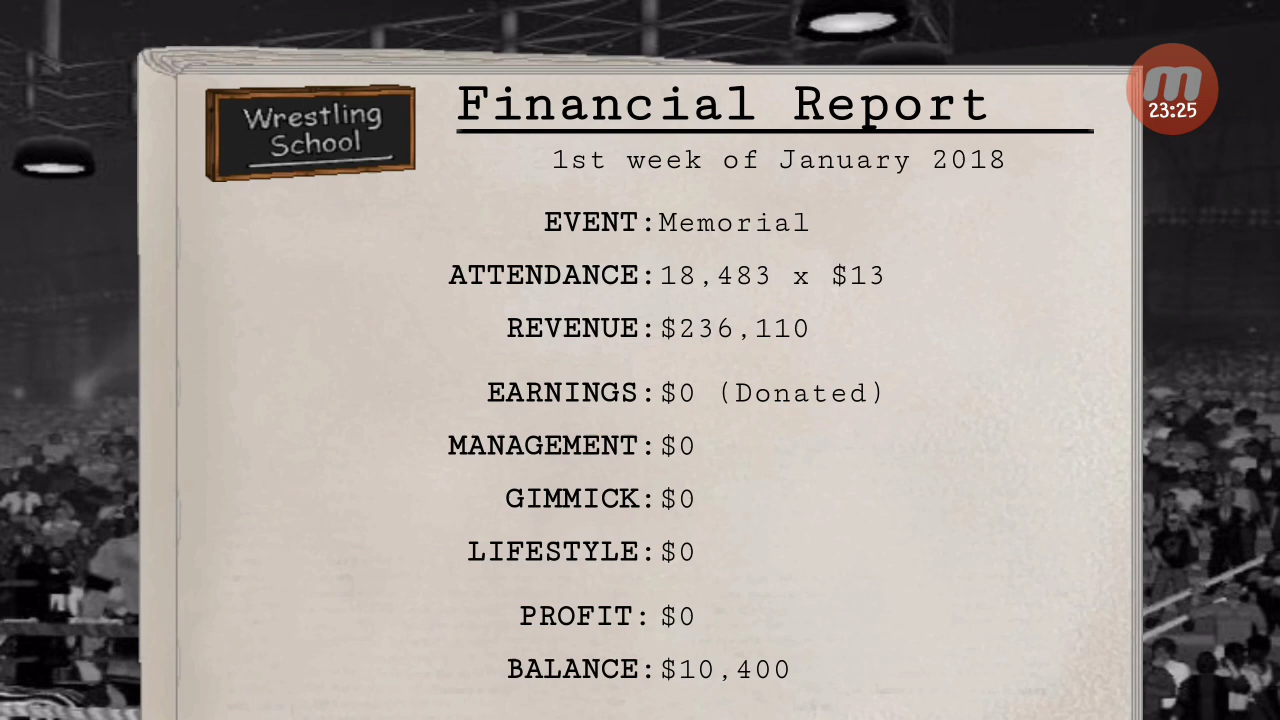 Wrestling
School
Financial Report
1st week of January 2018
EVENT: Memorial
ATTENDANCE: 18,483 x $13
REVENUE: $236,110
EARNINGS: $0 (Donated)
MANAGEMENT: $0
GIMMICK: $0
LIFESTYLE: $0
PROFIT: $0
BALANCE: $10,400
m
23:25